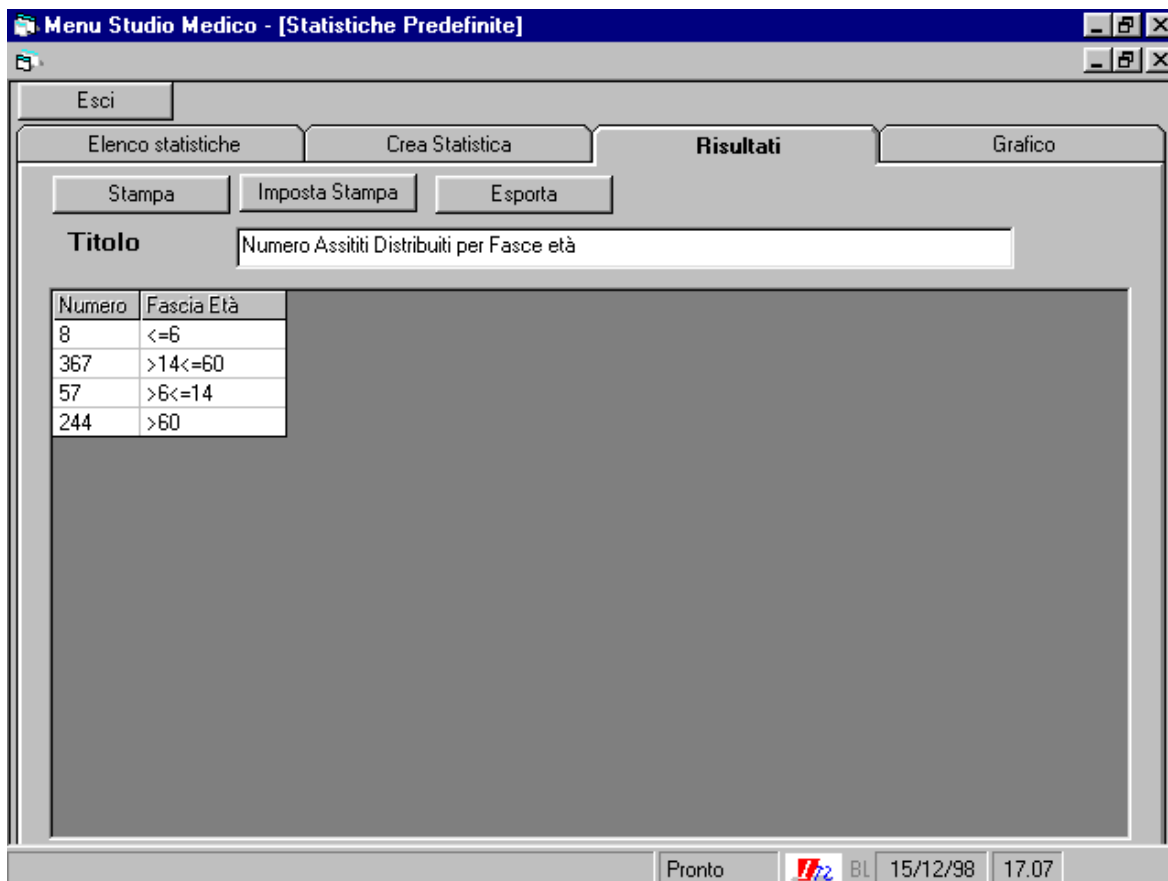 Menu Studio Medico - [Statistiche Predefinite]
Esci
Elenco statistiche Crea Statistica Risultati Grafico
Stampa Imposta Stampa Esporta
Titolo Numero Assititi Distribuiti per Fasce età
Numero Fascia Età
8 <=6
367 >14<=60
57 >6<=14
244 >60
Pronto BL 15/12/98 17.07